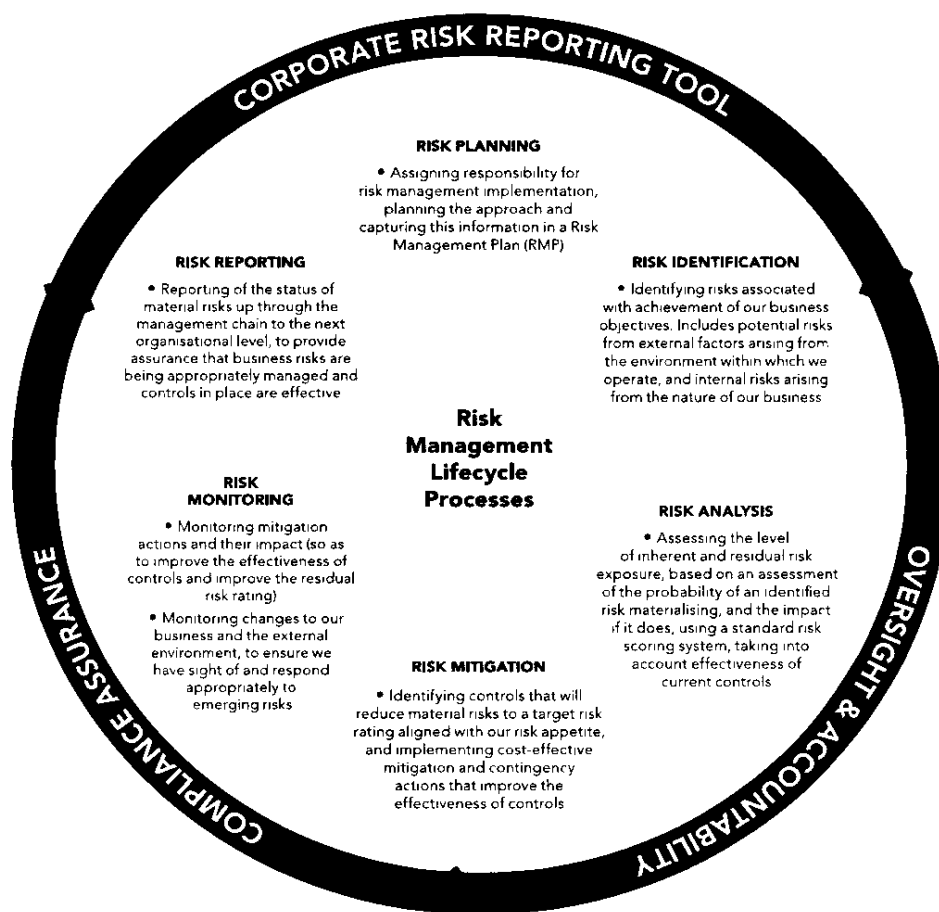 CORPORATE RISK REPORTING TOOL
RISK PLANNING
• Assigning responsibility for
risk management implementation,
planning the approach and
capturing this information in a Risk
Management Plan (RMP)
RISK IDENTIFICATION
• Identifying risks associated
with achievement of our business
objectives. Includes potential risks
from external factors arising from
the environment within which we
operate, and internal risks arising
from the nature of our business
RISK ANALYSIS
• Assessing the level
of inherent and residual risk
exposure, based on an assessment
of the probability of an identified
risk materialising, and the impact
if it does, using a standard risk
scoring system, taking into
account effectiveness of
current controls
RISK MITIGATION
• Identifying controls that will
reduce material risks to a target risk
rating aligned with our risk appetite,
and implementing cost-effective
mitigation and contingency
actions that improve the
effectiveness of controls
RISK
MONITORING
• Monitoring mitigation
actions and their impact (so as
to improve the effectiveness of
controls and improve the residual
risk rating)
• Monitoring changes to our
business and the external
environment, to ensure we
have sight of and respond
appropriately to
emerging risks
RISK REPORTING
• Reporting of the status of
material risks up through the
management chain to the next
organisational level, to provide
assurance that business risks are
being appropriately managed and
controls in place are effective
Risk
Management
Lifecycle
Processes
OVERSIGHT & ACCOUNTABILITY
COMPLIANCE ASSURANCE